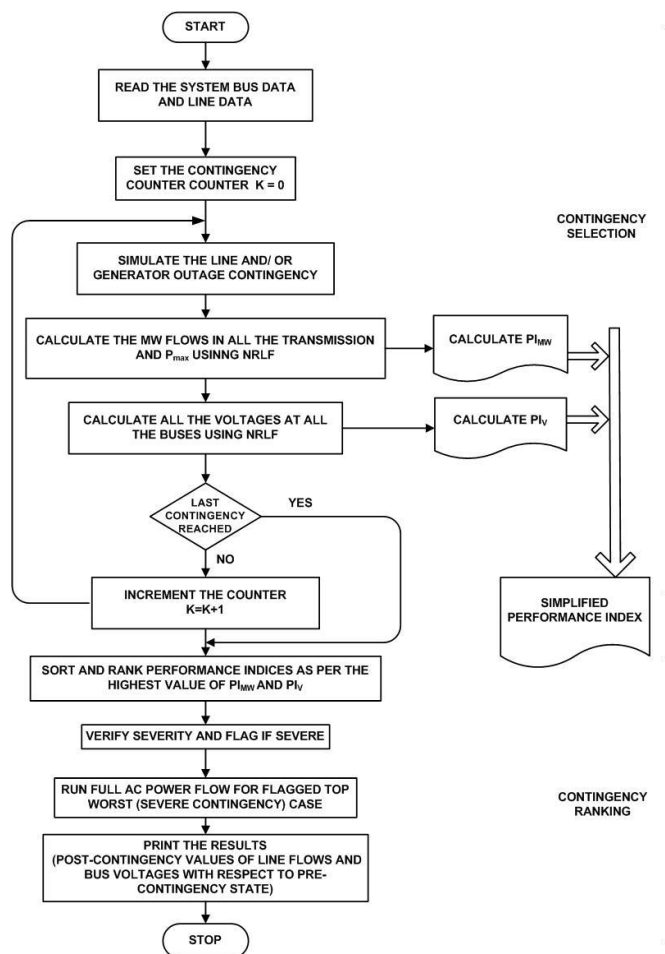 START
READ THE SYSTEM BUS DATA
AND LINE DATA
SET THE CONTINGENCY
COUNTER COUNTER K = 0
CONTINGENCY
SELECTION
SIMULATE THE LINE AND/ OR
GENERATOR OUTAGE CONTINGENCY
CALCULATE THE MW FLOWS IN ALL THE TRANSMISSION
AND Pmax USINNG NRLF
CALCULATE PIMW
CALCULATE ALL THE VOLTAGES AT ALL
THE BUSES USING NRLF
CALCULATE PIV
LAST
CONTINGENCY
REACHED
YES
NO
INCREMENT THE COUNTER
K=K+1
SIMPLIFIED
PERFORMANCE INDEX
SORT AND RANK PERFORMANCE INDICES AS PER THE
HIGHEST VALUE OF PIMW AND PIV
VERIFY SEVERITY AND FLAG IF SEVERE
RUN FULL AC POWER FLOW FOR FLAGGED TOP
WORST (SEVERE CONTINGENCY) CASE
CONTINGENCY
RANKING
PRINT THE RESULTS
(POST-CONTINGENCY VALUES OF LINE FLOWS AND
BUS VOLTAGES WITH RESPECT TO PRE-
CONTINGENCY STATE)
STOP